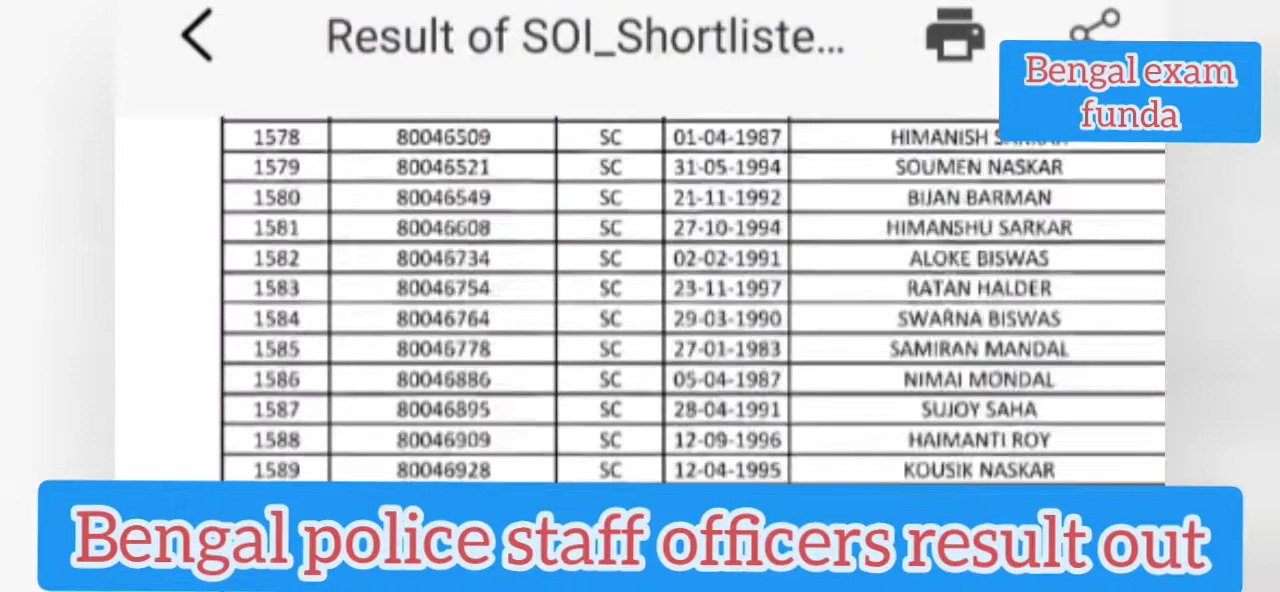 Result of SOI_Shortliste...
Bengal exam
funda
1578 80046509 SC 01-04-1987 HIMANISH
1579 80046521 SC 31-05-1994 SOUMEN NASKAR
1580 80046549 SC 21-11-1992 BIJAN BARMAN
1581 80046608 SC 27-10-1994 HIMANSHU SARKAR
1582 80046734 SC 02-02-1991 ALOKE BISWAS
1583 80046754 SC 23-11-1997 RATAN HALDER
1584 80046764 SC 29-03-1990 SWARNA BISWAS
1585 80046778 SC 27-01-1983 SAMIRAN MANDAL
1586 80046886 SC 05-04-1987 NIMAI MONDAL
1587 80046895 SC 28-04-1991 SUJOY SAHA
1588 80046909 SC 12-09-1996 HAIMANTI ROY
1589 80046928 SC 12-04-1995 KOUSIK NASKAR
Bengal police staff officers result out